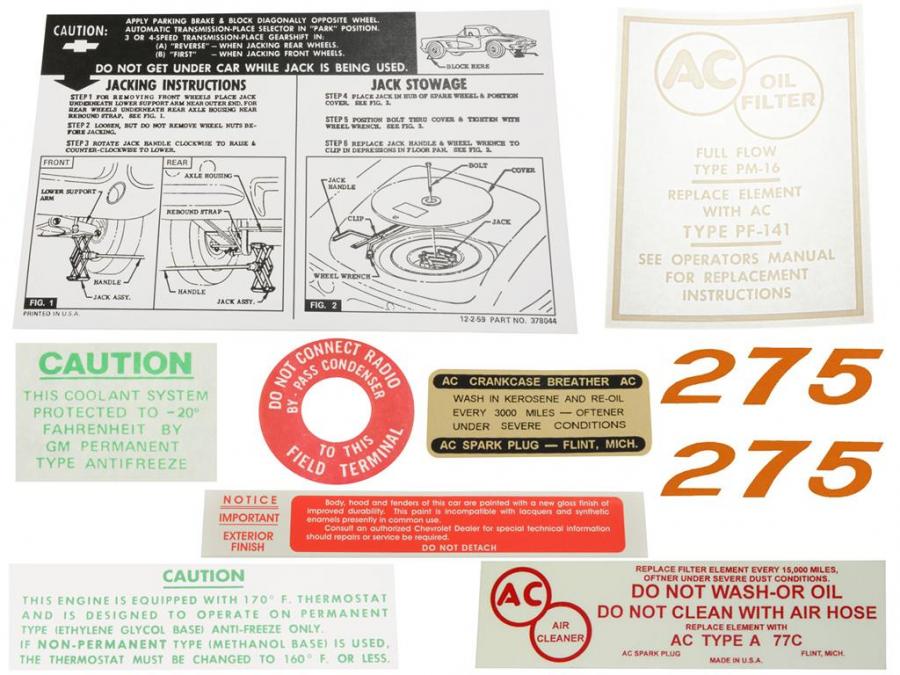 CAUTION:
APPLY PARKING BRAKE & BLOCK DIAGONALLY OPPOSITE WHEEL.
AUTOMATIC TRANSMISSION-PLACE SELECTOR IN "PARK" POSITION.
3 OR 4-SPEED TRANSMISSION-PLACE GEARSHIFT IN:
(A) "REVERSE" – WHEN JACKING REAR WHEELS.
(B) "FIRST" – WHEN JACKING FRONT WHEELS.
DO NOT GET UNDER CAR WHILE JACK IS BEING USED.
BLOCK HERE
JACKING INSTRUCTIONS
STEP 1 FOR REMOVING FRONT WHEELS PLACE JACK
UNDERNEATH LOWER SUPPORT ARM NEAR OUTER END, FOR
REAR WHEELS UNDERNEATH REAR AXLE HOUSING NEAR
REBOUND STRAP. SEE FIG. 1.
STEP 2 LOOSEN, BUT DO NOT REMOVE WHEEL NUTS BE-
FORE JACKING.
STEP 3 ROTATE JACK HANDLE CLOCKWISE TO RAISE &
COUNTER-CLOCKWISE TO LOWER.
FRONT
LOWER SUPPORT
ARM
HANDLE
JACK ASSY.
FIG. 1
REAR
AXLE HOUSING
REBOUND STRAP
HANDLE
JACK ASSY.
PRINTED IN U.S.A.
JACK STOWAGE
STEP 4 PLACE JACK IN HUB OF SPARE WHEEL & POSITION
COVER. SEE FIG. 2.
STEP 5 POSITION BOLT THRU COVER & TIGHTEN WITH
WHEEL WRENCH. SEE FIG. 2.
STEP 6 REPLACE JACK HANDLE & WHEEL WRENCH TO
CLIP IN DEPRESSIONS IN FLOOR PAN. SEE FIG. 2.
BOLT
COVER
JACK
HANDLE
CLIP
JACK
WHEEL WRENCH
FIG. 2
12-2-59 PART NO. 378044
AC
OIL
FILTER
FULL FLOW
TYPE PM-16
REPLACE ELEMENT
WITH AC
TYPE PF-141
SEE OPERATORS MANUAL
FOR REPLACEMENT
INSTRUCTIONS
CAUTION
THIS COOLANT SYSTEM
PROTECTED TO -20°
FAHRENHEIT BY
GM PERMANENT
TYPE ANTIFREEZE
DO NOT CONNECT RADIO
BY-PASS CONDENSER
TO THIS
FIELD TERMINAL
AC CRANKCASE BREATHER AC
WASH IN KEROSENE AND RE-OIL
EVERY 3000 MILES — OFTENER
UNDER SEVERE CONDITIONS
AC SPARK PLUG — FLINT, MICH.
275
275
NOTICE
IMPORTANT
EXTERIOR
FINISH
Body, hood and fenders of this car are painted with a new gloss finish of
improved durability. This paint is incompatible with lacquers and synthetic
enamels presently in common use.
Consult an authorized Chevrolet Dealer for special technical information
should repairs or service be required.
DO NOT DETACH
CAUTION
THIS ENGINE IS EQUIPPED WITH 170° F. THERMOSTAT
AND IS DESIGNED TO OPERATE ON PERMANENT
TYPE (ETHYLENE GLYCOL BASE) ANTI-FREEZE ONLY.
IF NON-PERMANENT TYPE (METHANOL BASE) IS USED,
THE THERMOSTAT MUST BE CHANGED TO 160° F. OR LESS.
AC
AIR
CLEANER
REPLACE FILTER ELEMENT EVERY 15,000 MILES,
OFTNER UNDER SEVERE DUST CONDITIONS.
DO NOT WASH-OR OIL
DO NOT CLEAN WITH AIR HOSE
REPLACE ELEMENT WITH
AC TYPE A 77C
AC SPARK PLUG
FLINT, MICH.
MADE IN U.S.A.